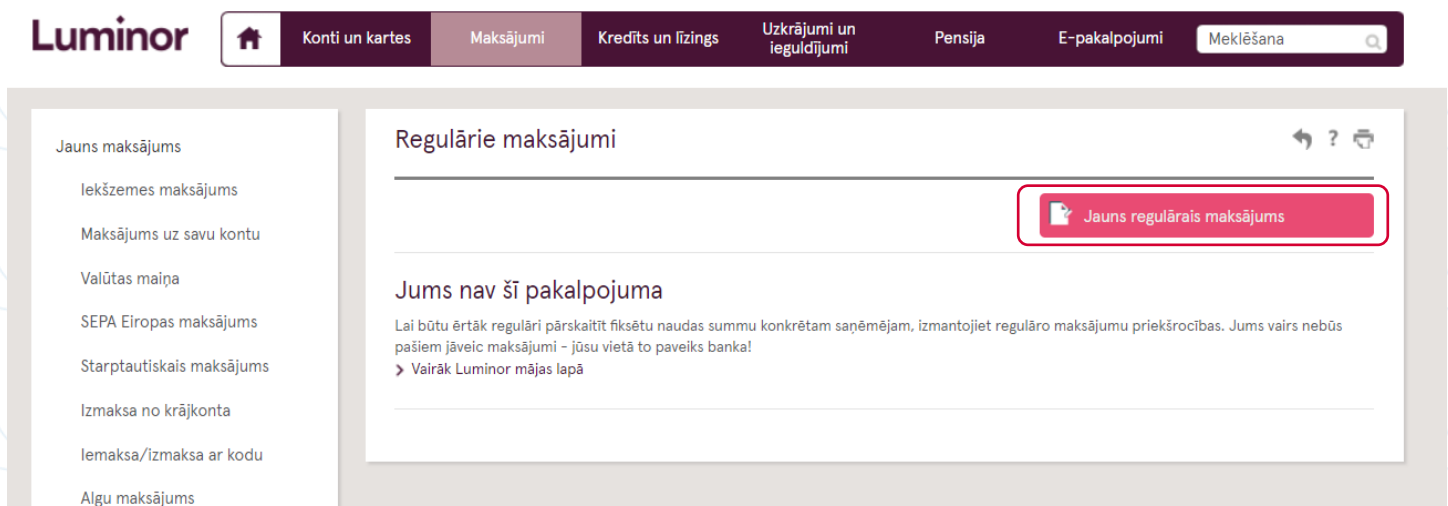 Luminor
Konti un kartes
Maksājumi
Kredīts un līzings
Uzkrājumi un
ieguldījumi
Pensija
E-pakalpojumi
Meklēšana
Jauns maksājums
Iekšzemes maksājums
Maksājums uz savu kontu
Valūtas maiņa
SEPA Eiropas maksājums
Starptautiskais maksājums
Izmaksa no krājkonta
Iemaksa/izmaksa ar kodu
Algu maksājums
Regulārie maksājumi
?
Jauns regulārais maksājums
Jums nav šī pakalpojuma
Lai būtu ērtāk regulāri pārskaitīt fiksētu naudas summu konkrētam saņēmējam, izmantojiet regulāro maksājumu priekšrocības. Jums vairs nebūs
pašiem jāveic maksājumi - jūsu vietā to paveiks banka!
Vairāk Luminor mājas lapā